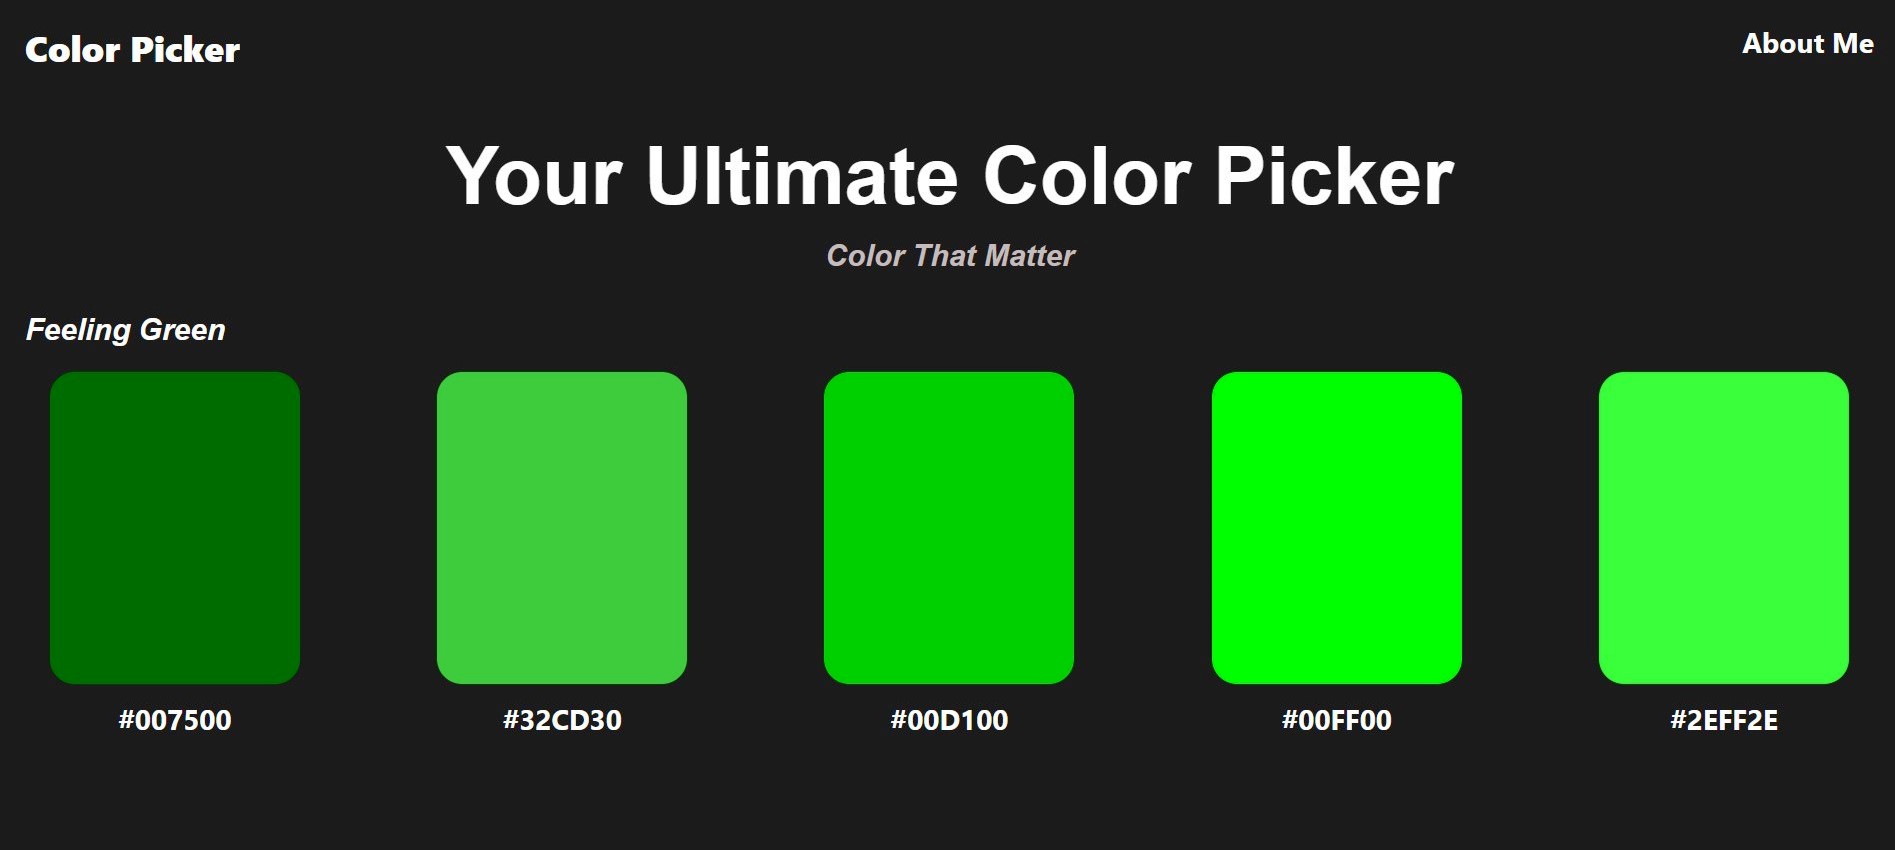 Color Picker
About Me
Your Ultimate Color Picker
Color That Matter
Feeling Green
#007500
#32CD30
#00D100
#00FF00
#2EFF2E